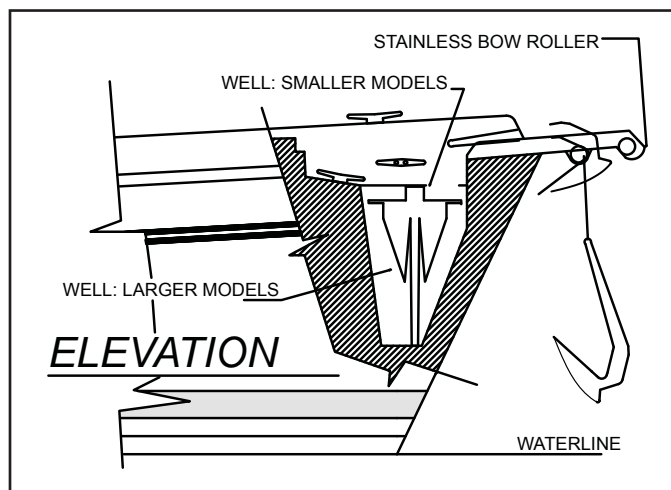 STAINLESS BOW ROLLER
WELL: SMALLER MODELS
WELL: LARGER MODELS
ELEVATION
WATERLINE